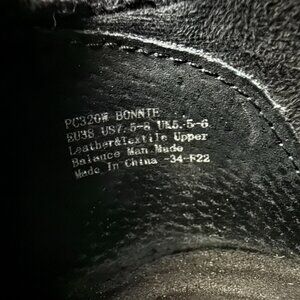 PG320W BONNIE
EU38 US7.5-8 UK5.5-6
Leather&Textile Upper
Balance Man Made
Made In China -34-F22